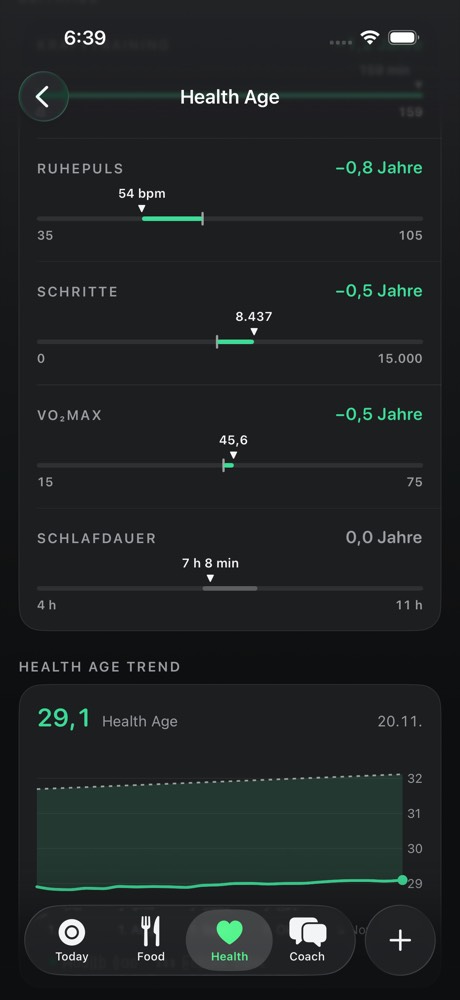 6:39
Health Age
159
RUHEPULS
−0,8 Jahre
54 bpm
35
105
SCHRITTE
−0,5 Jahre
8.437
0
15.000
VO₂MAX
−0,5 Jahre
45,6
15
75
SCHLAFDAUER
0,0 Jahre
7 h 8 min
4 h
11 h
HEALTH AGE TREND
29,1 Health Age
20.11.
32
31
30
29
Today
Food
Health
Coach